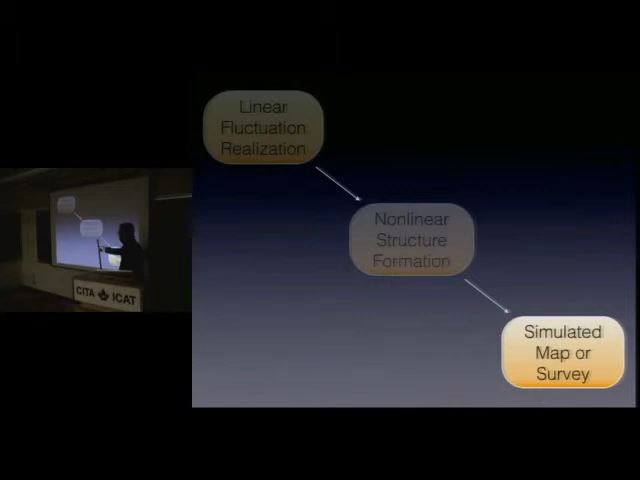 Linear
Fluctuation
Realization
Nonlinear
Structure
Formation
Simulated
Map or
Survey
CITA ICAT